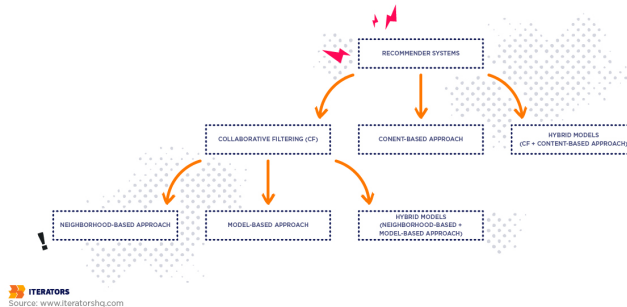 RECOMMENDER SYSTEMS
COLLABORATIVE FILTERING (CF)
CONENT-BASED APPROACH
HYBRID MODELS
(CF + CONTENT-BASED APPROACH)
NEIGHBORHOOD-BASED APPROACH
MODEL-BASED APPROACH
HYBRID MODELS
(NEIGHBORHOOD-BASED +
MODEL-BASED APPROACH)
!
ITERATORS
Source: www.iteratorshq.com